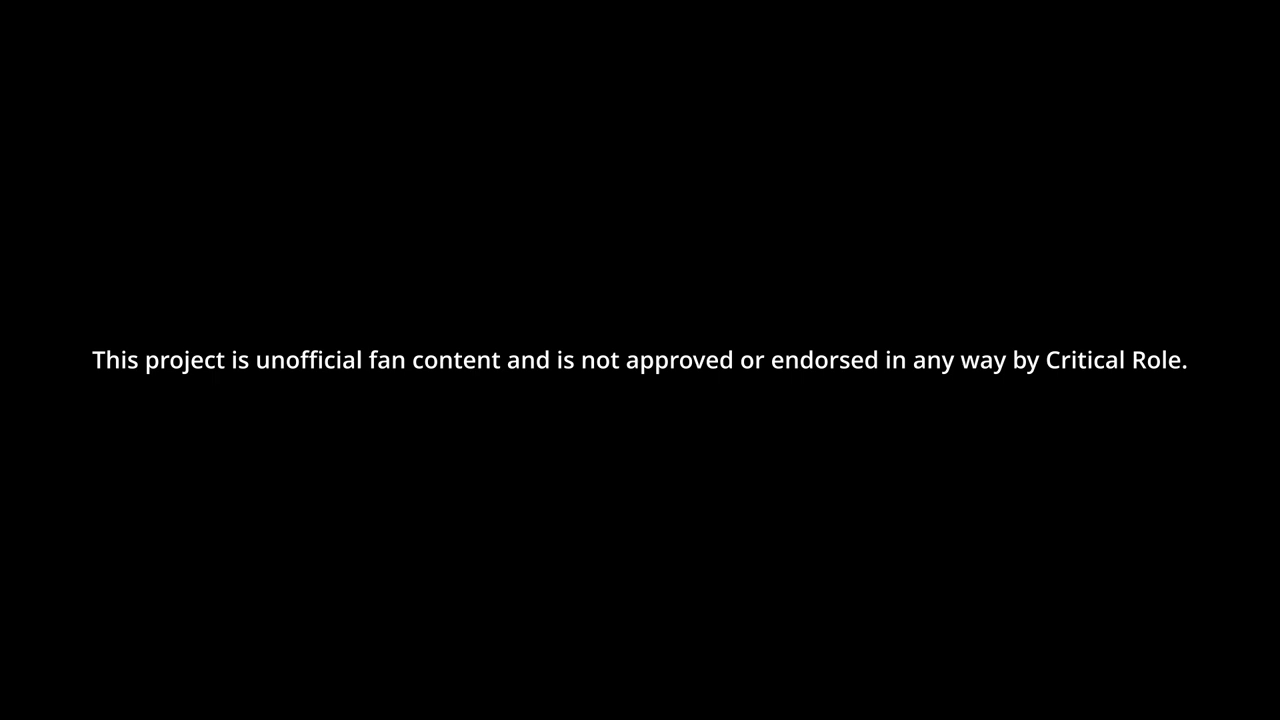 This project is unofficial fan content and is not approved or endorsed in any way by Critical Role.